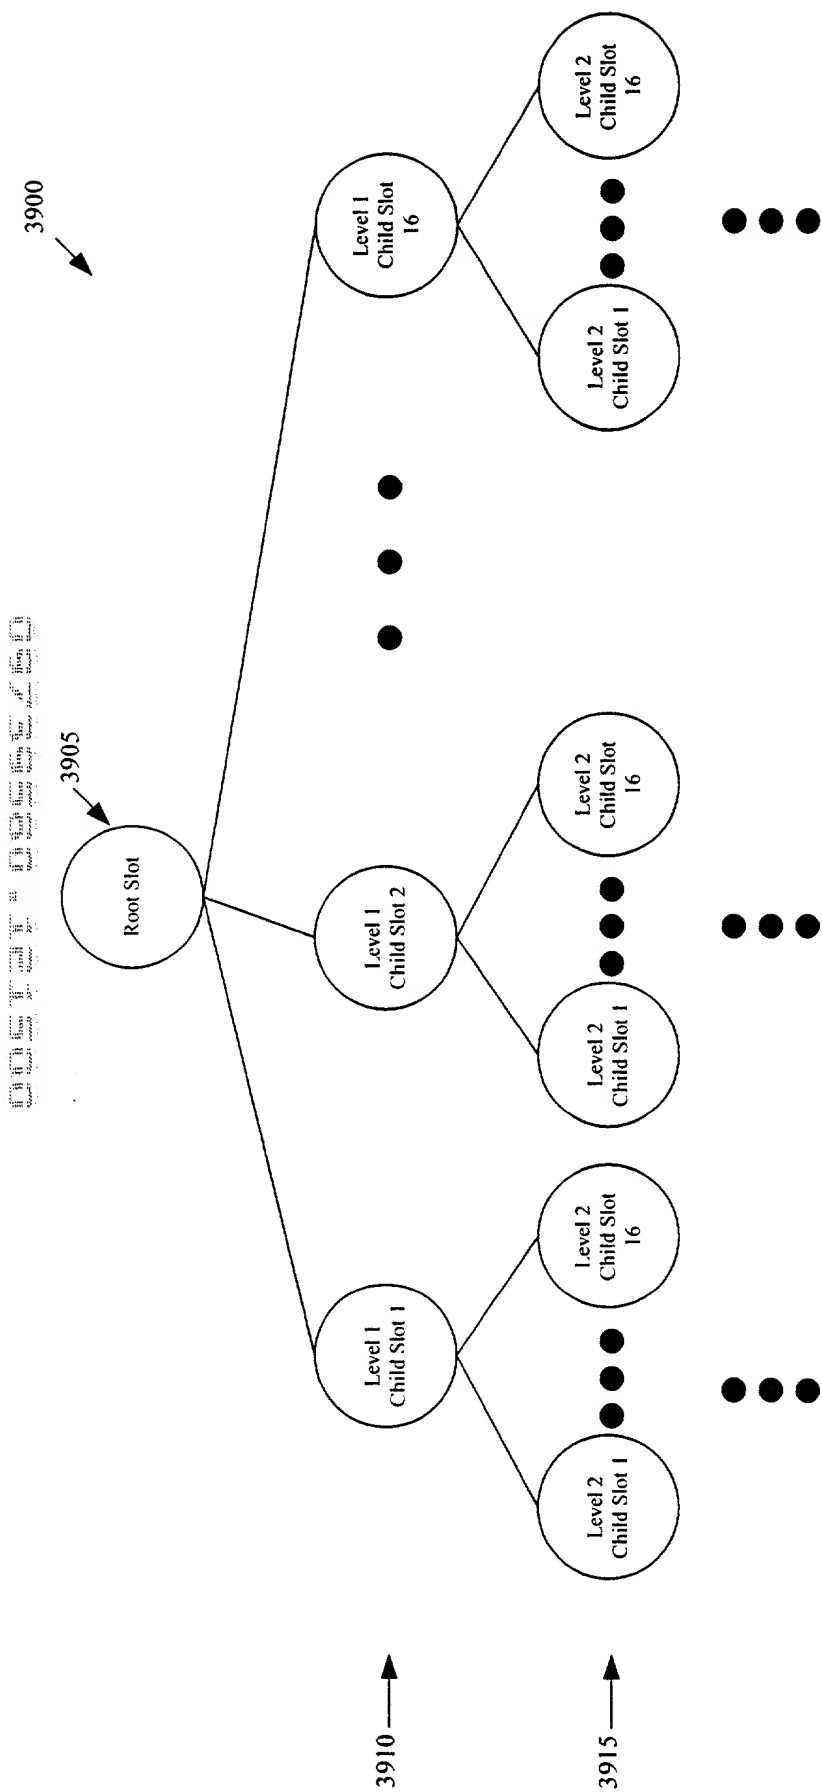 3900
3905
Root Slot
3910
Level 1
Child Slot 1
Level 1
Child Slot 2
Level 1
Child Slot
16
3915
Level 2
Child Slot 1
Level 2
Child Slot
16
Level 2
Child Slot 1
Level 2
Child Slot
16
Level 2
Child Slot 1
Level 2
Child Slot
16